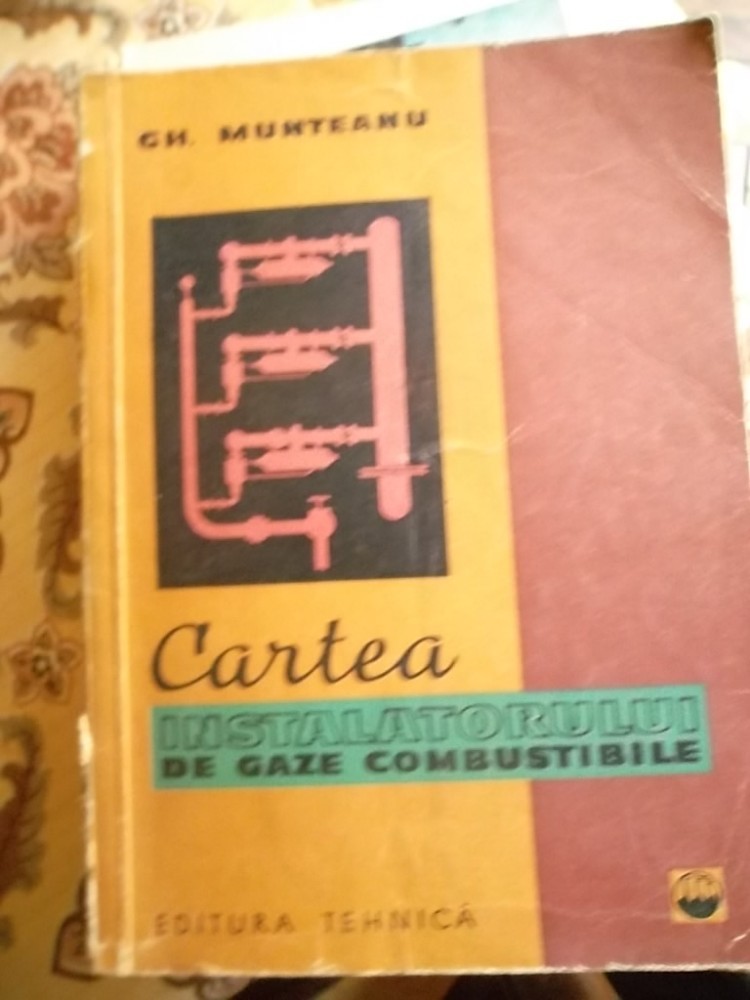 GH. MUNTEANU
Cartea
INSTALATORULUI
DE GAZE COMBUSTIBILE
EDITURA TEHNICĂ